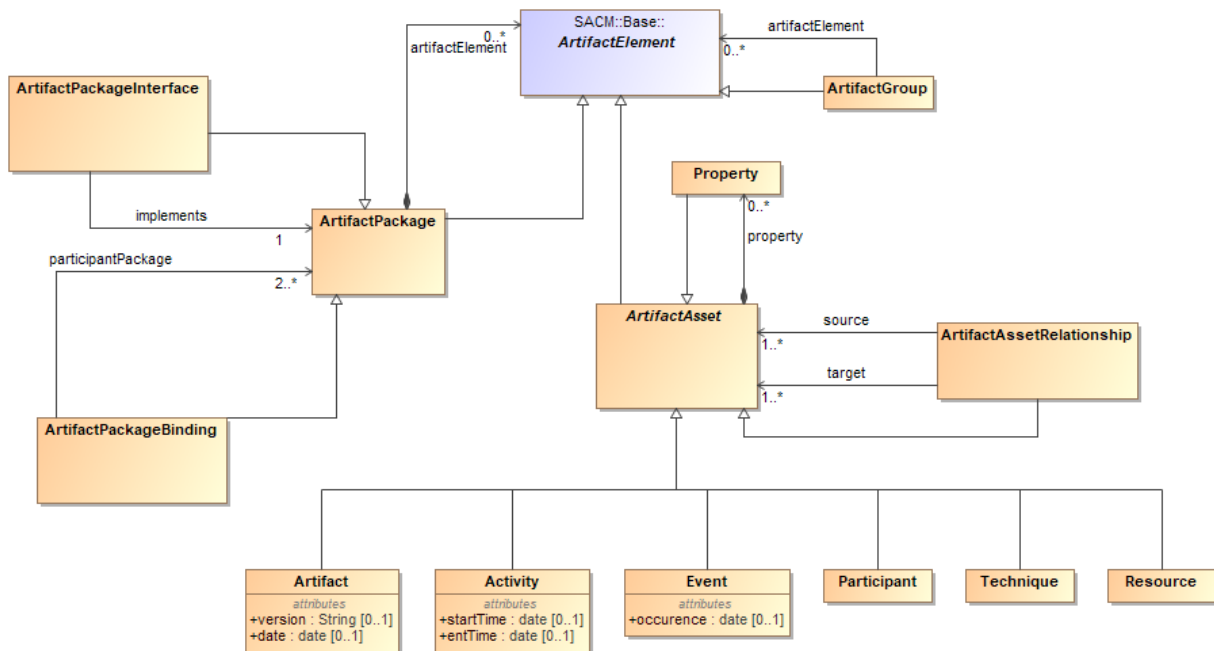 SACM::Base::
ArtifactElement
0..*
artifactElement
artifactElement
0..*
ArtifactGroup
ArtifactPackageInterface
Property
0..*
property
implements
1
ArtifactPackage
participantPackage
2..*
ArtifactAsset
source
1..*
target
1..*
ArtifactAssetRelationship
ArtifactPackageBinding
Artifact
attributes
+version : String [0..1]
+date : date [0..1]
Activity
attributes
+startTime : date [0..1]
+entTime : date [0..1]
Event
attributes
+occurence : date [0..1]
Participant
Technique
Resource